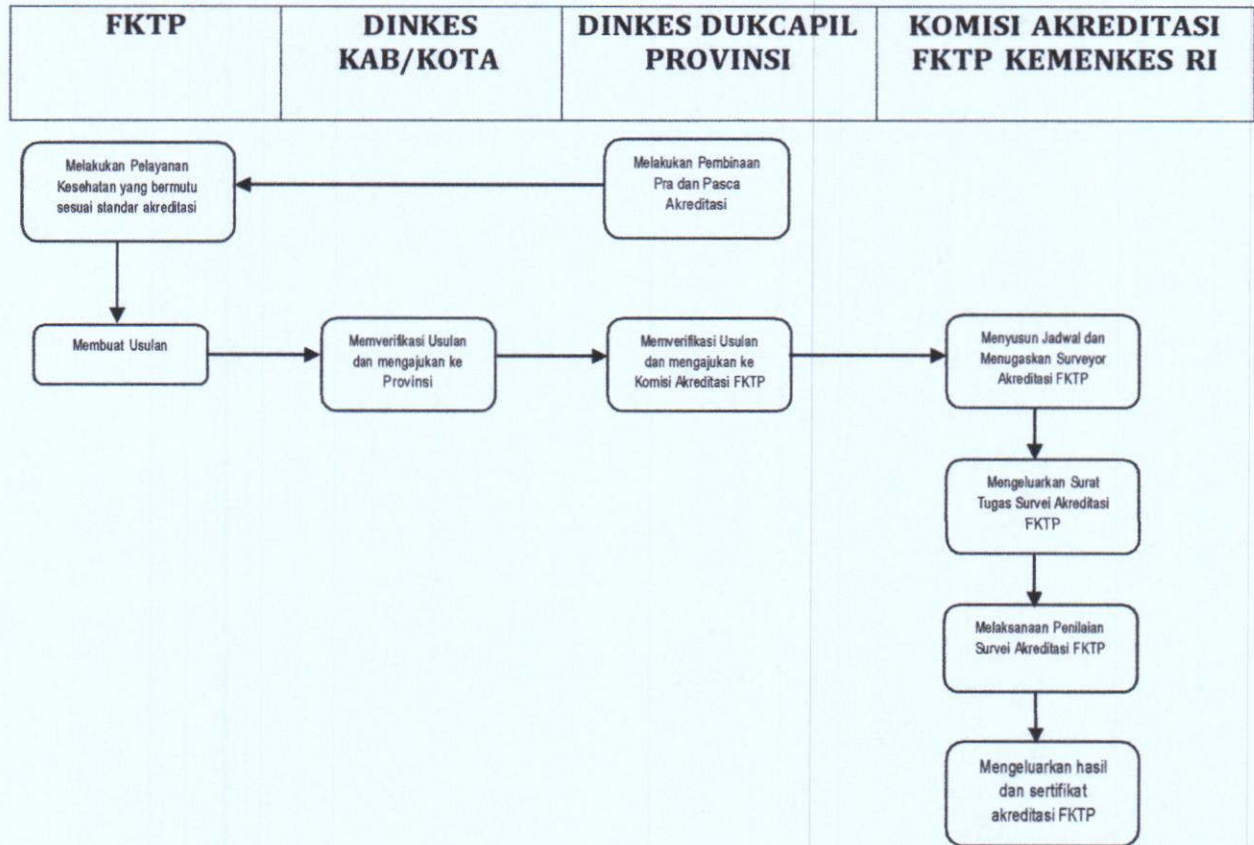 FKTP
DINKES
KAB/KOTA
DINKES DUKCAPIL
PROVINSI
KOMISI AKREDITASI
FKTP KEMENKES RI
Melakukan Pelayanan
Kesehatan yang bermutu
sesuai standar akreditasi
Melakukan Pembinaan
Pra dan Pasca
Akreditasi
Membuat Usulan
Memverifikasi Usulan
dan mengajukan ke
Provinsi
Memverifikasi Usulan
dan mengajukan ke
Komisi Akreditasi FKTP
Menyusun Jadwal dan
Menugaskan Surveyor
Akreditasi FKTP
Mengeluarkan Surat
Tugas Survei Akreditasi
FKTP
Melaksanaan Penilaian
Survei Akreditasi FKTP
Mengeluarkan hasil
dan sertifikat
akreditasi FKTP